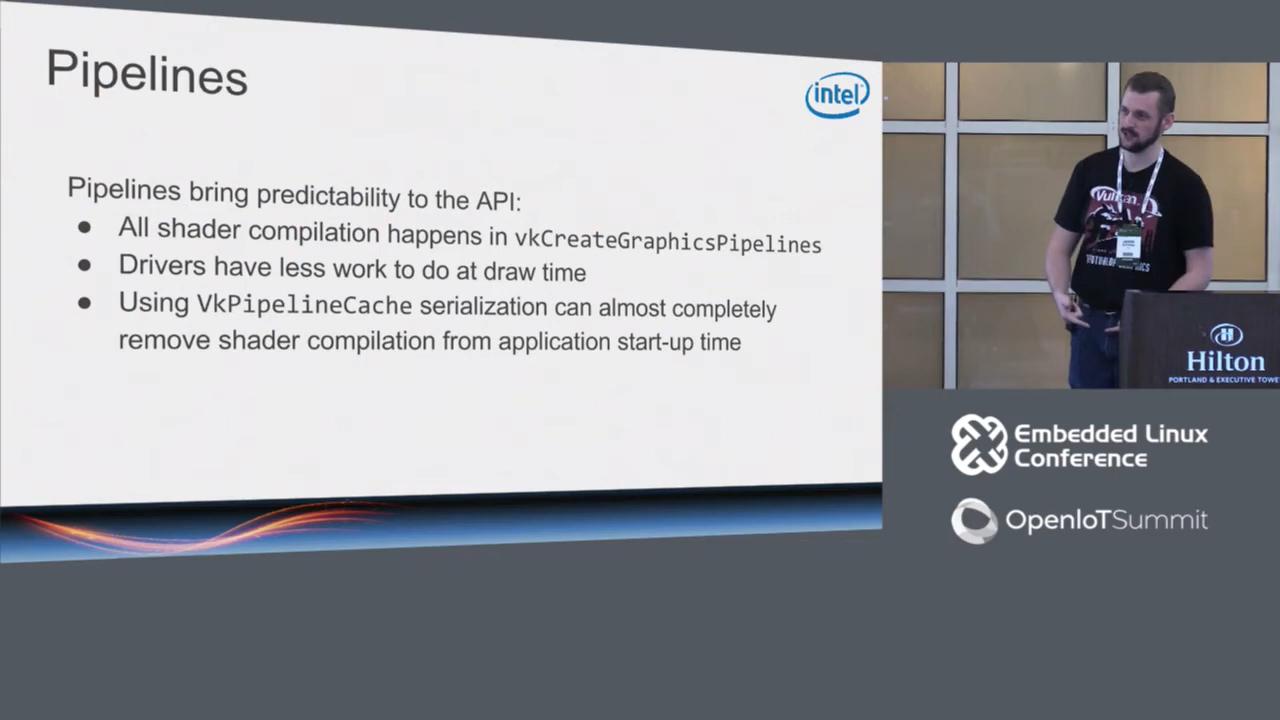 Pipelines
intel
Pipelines bring predictability to the API:
● All shader compilation happens in vkCreateGraphicsPipelines
● Drivers have less work to do at draw time
● Using VkPipelineCache serialization can almost completely
remove shader compilation from application start-up time
Vulkan
Hilton
PORTLAND & EXECUTIVE TOWE
Embedded Linux
Conference
OpenIoTSummit